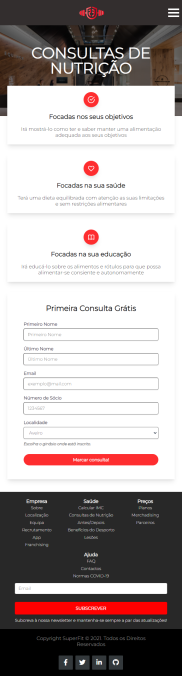 CONSULTAS DE
NUTRIÇÃO
Focadas nos seus objetivos
Irá mostrá-lo como ter e saber manter uma alimentação
adequada aos seus objetivos
Focadas na sua saúde
Terá uma dieta equilibrada com atenção as suas limitações
e sem restrições alimentares
Focadas na sua educação
Irá educá-lo sobre os alimentos e rótulos para que possa
alimentar-se consciente e autonomamente
Primeira Consulta Grátis
Primeiro Nome
Primeiro Nome
Último Nome
Último Nome
Email
exemplo@mail.com
Número de Sócio
Localidade
Aveiro
Escolha o ginásio onde está inscrito
Marcar consulta!
Empresa
Sobre
Localização
Equipa
Recrutamento
App
Franchising
Saúde
Calcular IMC
Consultas de Nutrição
Antes/Depois
Benefícios do Desporto
Lesões
Preços
Planos
Merchandising
Parceiros
Ajuda
FAQ
Contactos
Normas COVID-19
Email
SUBSCREVER
Subscreva à nossa newsletter e mantenha-se sempre a par das atualizações!
Copyright SuperFit © 2021. Todos os Direitos
Reservados